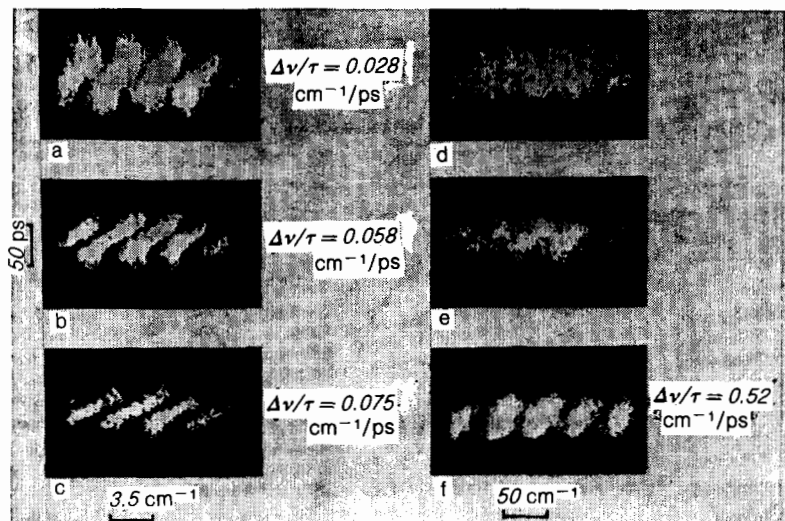 Δν/τ = 0.028
cm⁻¹/ps
a
d
50 ps
Δν/τ = 0.058
cm⁻¹/ps
b
e
Δν/τ = 0.075
cm⁻¹/ps
Δν/τ = 0.52
cm⁻¹/ps
c
3.5 cm⁻¹
f
50 cm⁻¹